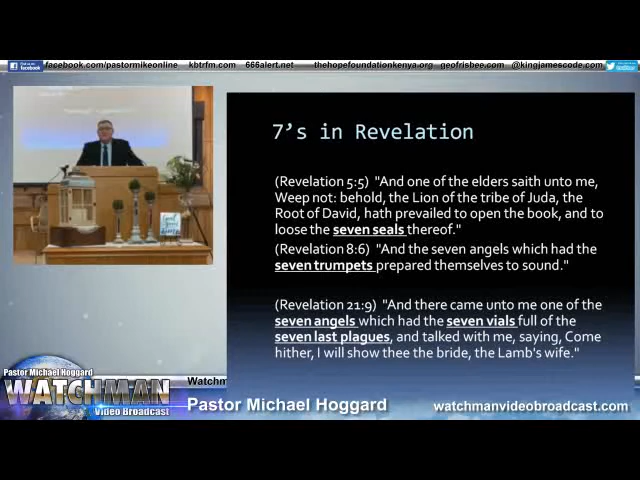 facebook.com/pastormikeonline kbtrfm.com 666alert.net thehopefoundationkenya.org geofrisbee.com @kingjamescode.com
7's in Revelation
(Revelation 5:5) "And one of the elders saith unto me,
Weep not: behold, the Lion of the tribe of Juda, the
Root of David, hath prevailed to open the book, and to
loose the seven seals thereof."
(Revelation 8:6) "And the seven angels which had the
seven trumpets prepared themselves to sound."
(Revelation 21:9) "And there came unto me one of the
seven angels which had the seven vials full of the
seven last plagues, and talked with me, saying, Come
hither, I will show thee the bride, the Lamb's wife."
Pastor Michael Hoggard
WATCHMAN
Video Broadcast
Watchm
Pastor Michael Hoggard
watchmanvideobroadcast.com